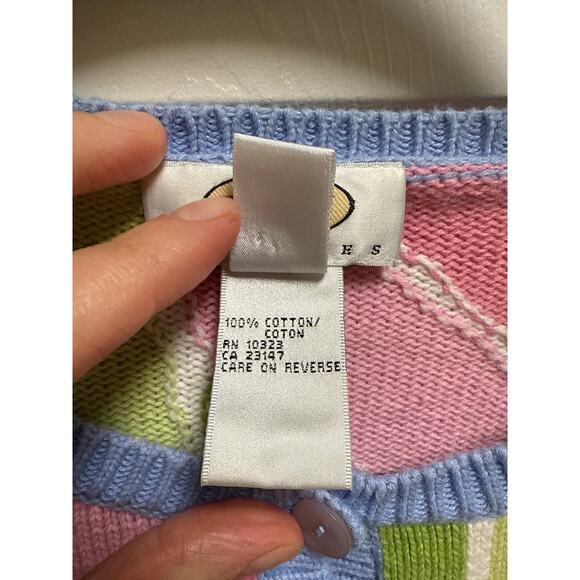 H S
100% COTTON/
COTON
RN 10323
CA 23147
CARE ON REVERSE